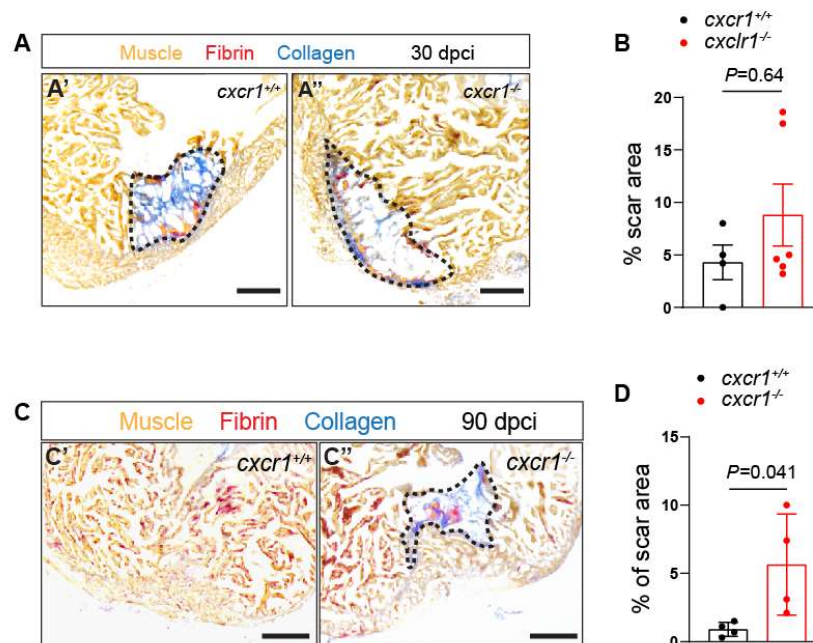 A
Muscle Fibrin Collagen 30 dpci
A' cxcr1+/+
A" cxcr1-/-
B
cxcr1+/+
cxclr1-/-
P=0.64
% scar area
20
15
10
5
0
C
Muscle Fibrin Collagen 90 dpci
C' cxcr1+/+
C" cxcr1-/-
D
cxcr1+/+
cxcr1-/-
P=0.041
% of scar area
15
10
5
0